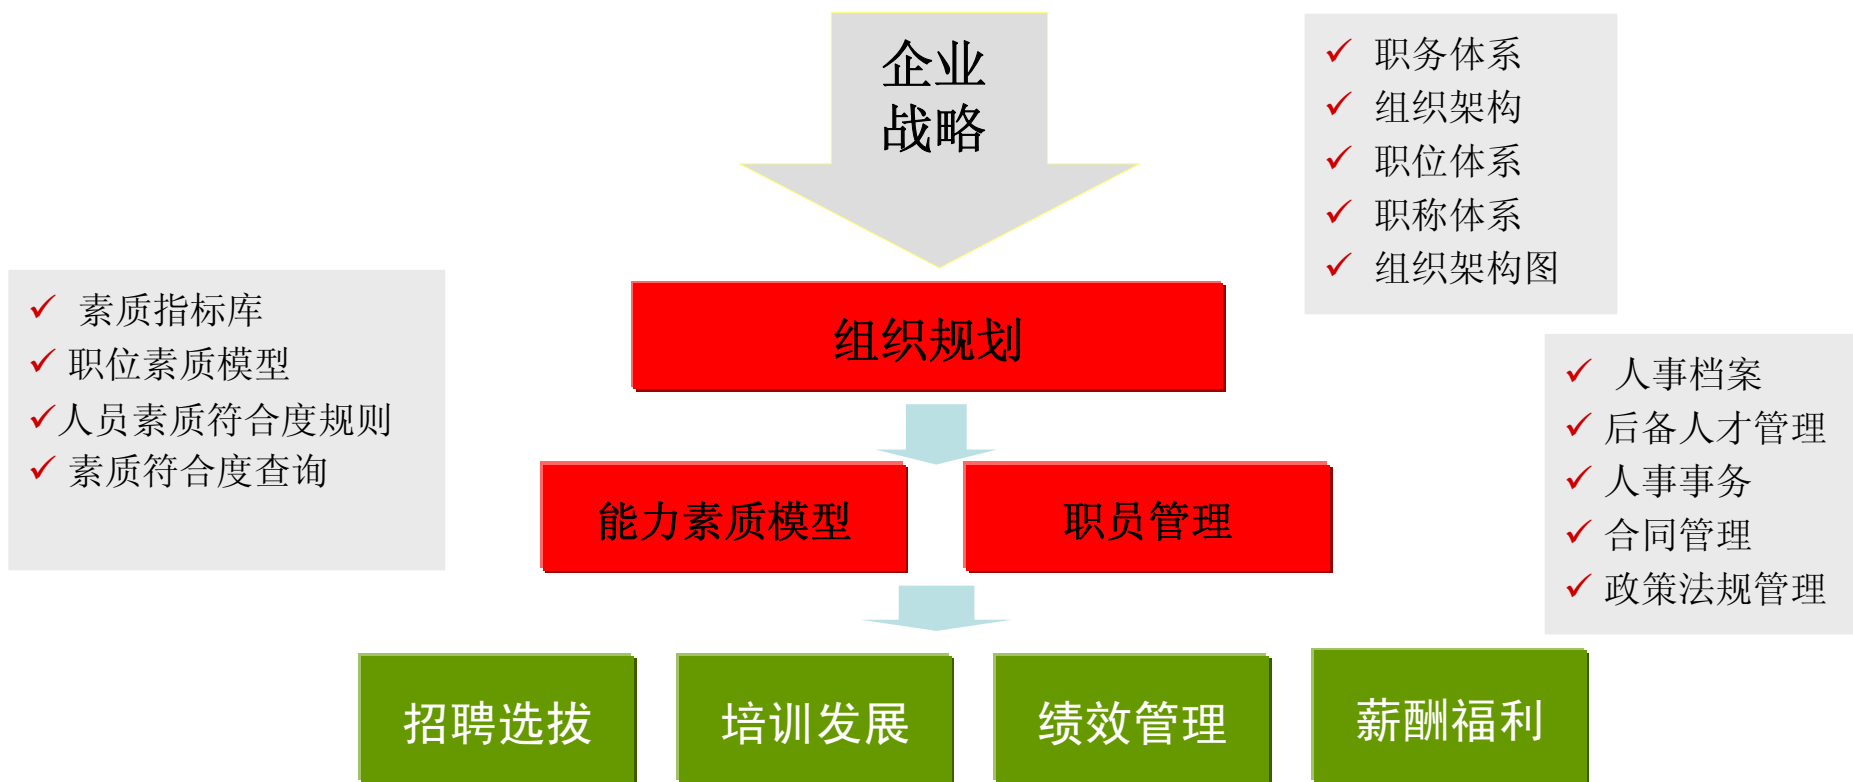 企业
战略
职务体系
组织架构
职位体系
职称体系
组织架构图
组织规划
素质指标库
职位素质模型
人员素质符合度规则
素质符合度查询
人事档案
后备人才管理
人事事务
合同管理
政策法规管理
能力素质模型
职员管理
招聘选拔
培训发展
绩效管理
薪酬福利